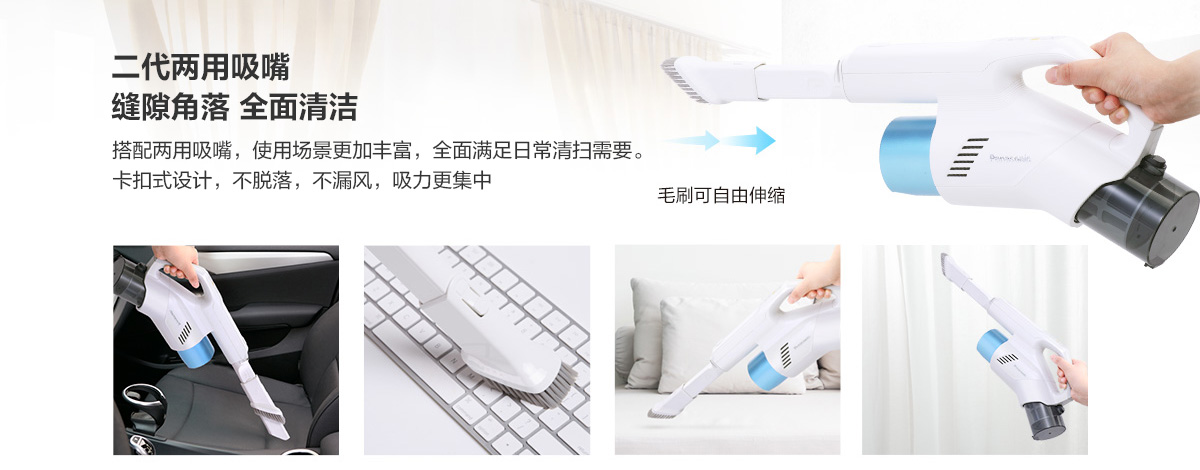 二代两用吸嘴
缝隙角落 全面清洁
搭配两用吸嘴，使用场景更加丰富，全面满足日常清扫需要。
卡扣式设计，不脱落，不漏风，吸力更集中
毛刷可自由伸缩
Panasonic